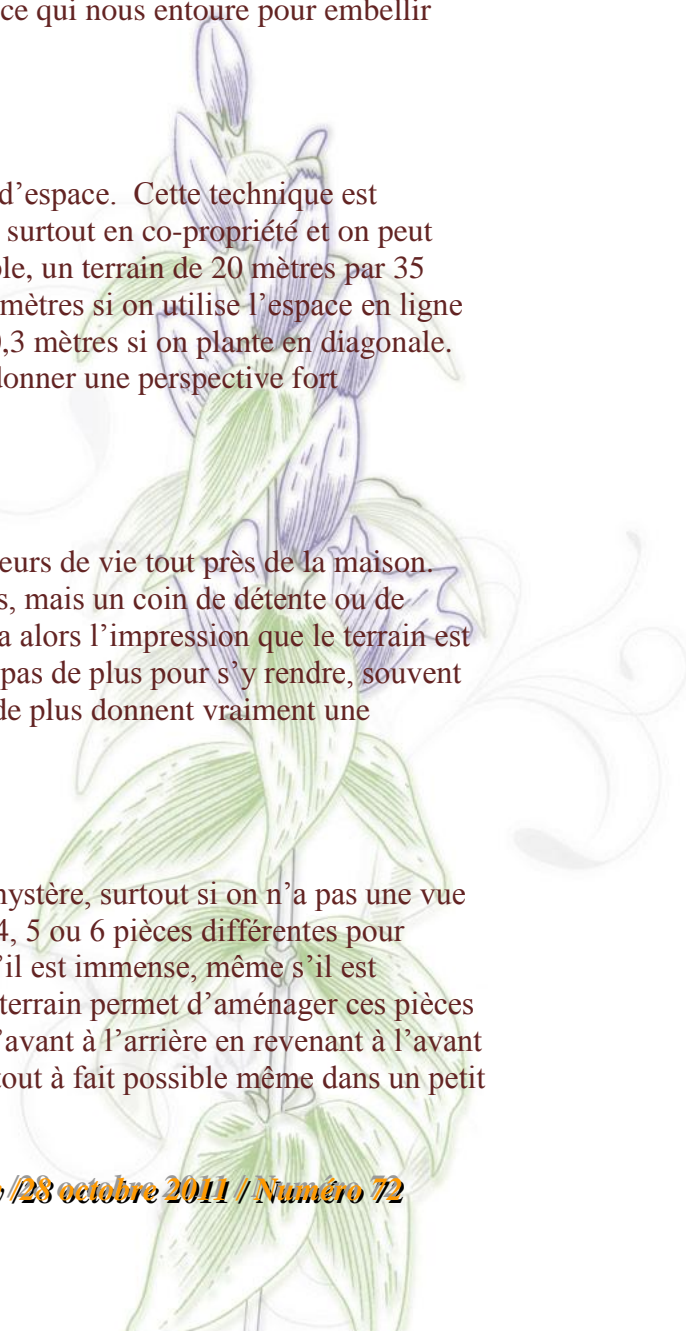 ce qui nous entoure pour embellir
d’espace.  Cette technique est
surtout en co-propriété et on peut
ple, un terrain de 20 mètres par 35
mètres si on utilise l’espace en ligne
0,3 mètres si on plante en diagonale.
donner une perspective fort
eurs de vie tout près de la maison.
s, mais un coin de détente ou de
a alors l’impression que le terrain est
pas de plus pour s’y rendre, souvent
de plus donnent vraiment une
mystère, surtout si on n’a pas une vue
4, 5 ou 6 pièces différentes pour
’il est immense, même s’il est
terrain permet d’aménager ces pièces
’avant à l’arrière en revenant à l’avant
tout à fait possible même dans un petit
/28 octobre 2011 / Numéro 72